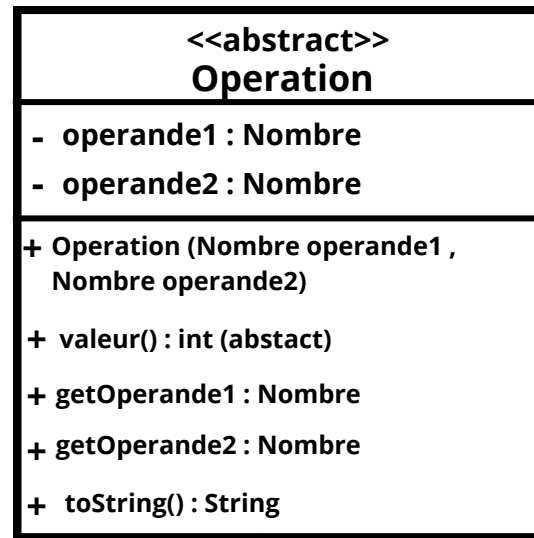 <<abstract>>
Operation
- operande1 : Nombre
- operande2 : Nombre
+ Operation (Nombre operande1 ,
Nombre operande2)
+ valeur() : int (abstact)
+ getOperande1 : Nombre
+ getOperande2 : Nombre
+ toString() : String